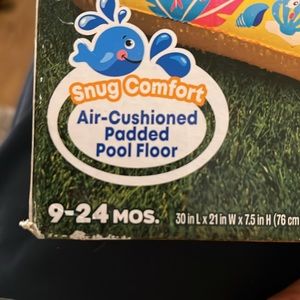 Snug Comfort
Air-Cushioned
Padded
Pool Floor
9-24 MOS.
30 in L x 21 in W x 7.5 in H (76 cm